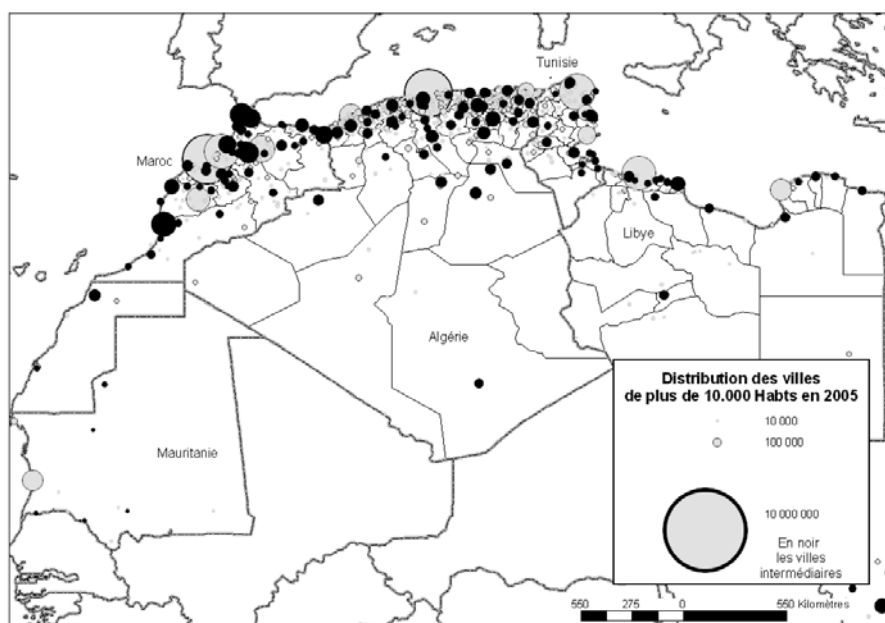 Tunisie
Maroc
Libye
Algérie
Mauritanie
Distribution des villes
de plus de 10.000 Habts en 2005
10 000
100 000
10 000 000
En noir
les villes
intermédiaires
550 275 0 550 Kilomètres